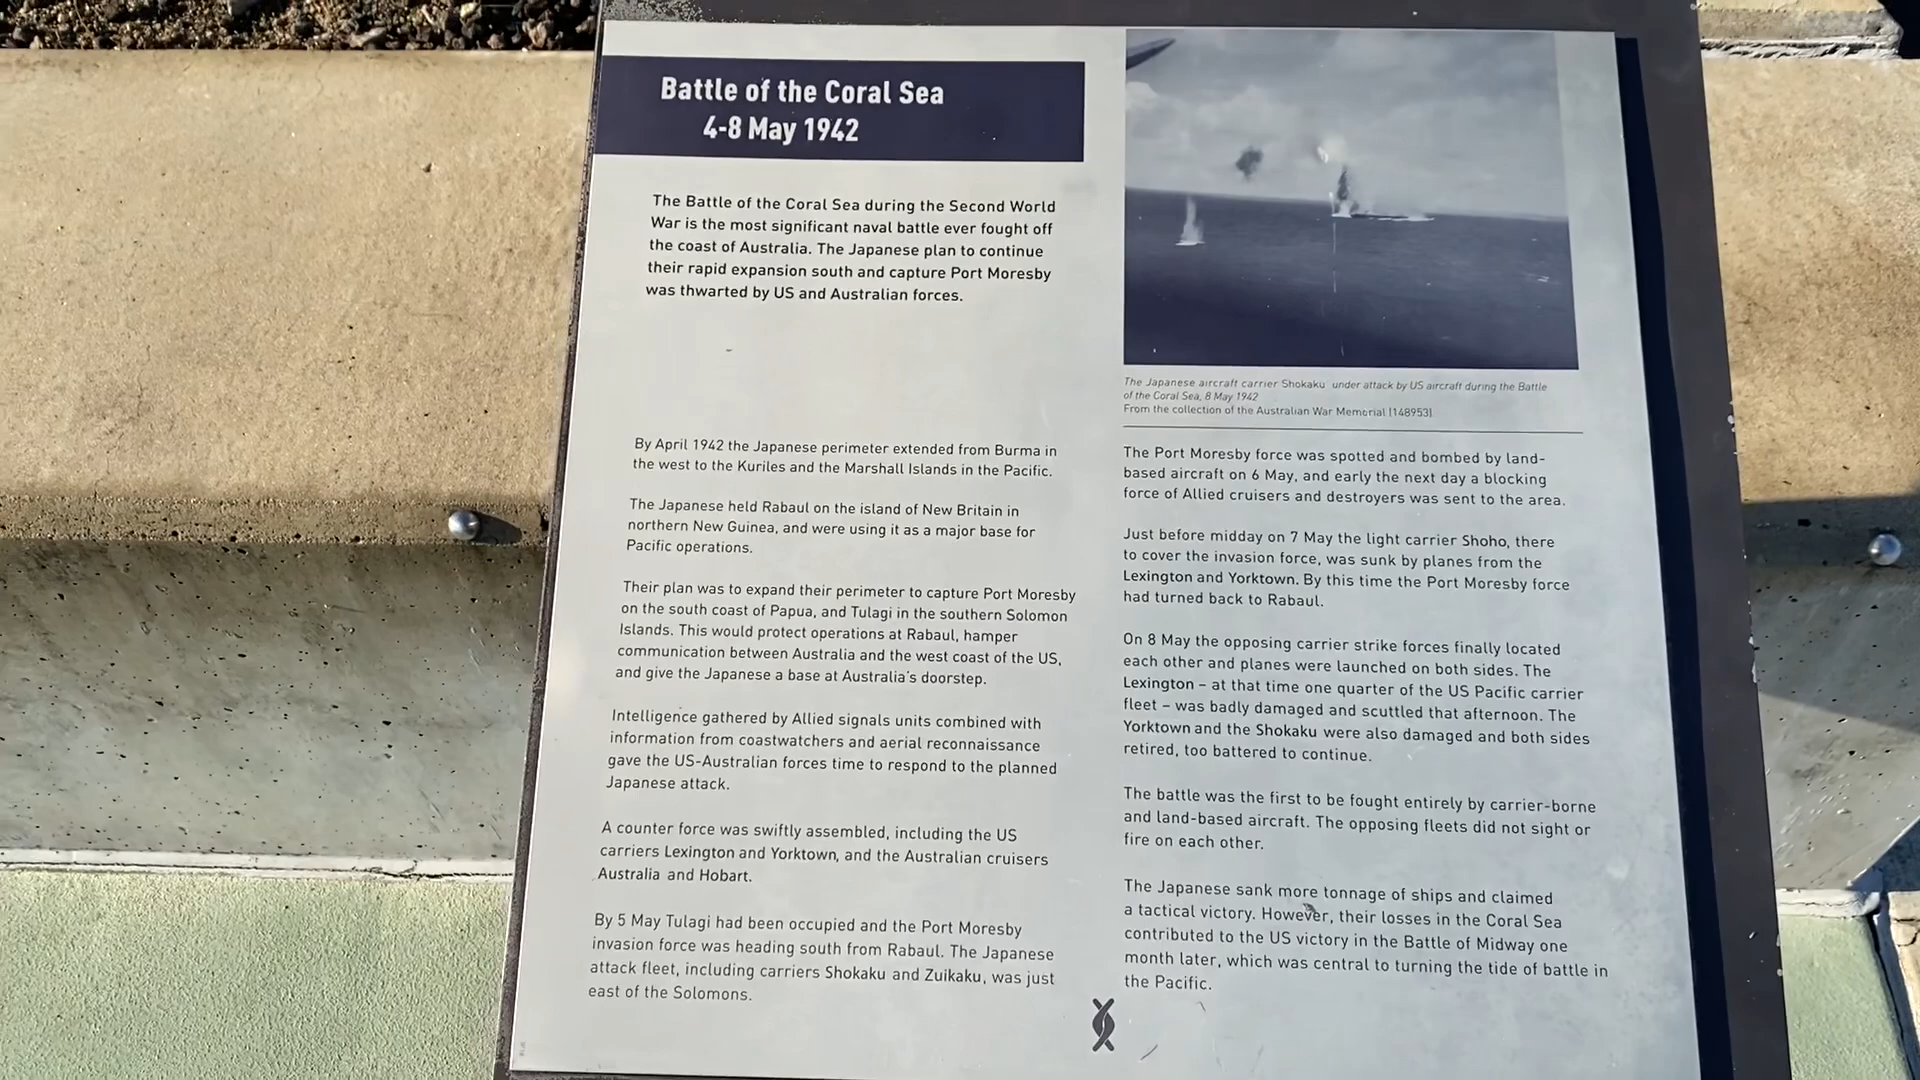 Battle of the Coral Sea
4-8 May 1942
The Battle of the Coral Sea during the Second World
War is the most significant naval battle ever fought off
the coast of Australia. The Japanese plan to continue
their rapid expansion south and capture Port Moresby
was thwarted by US and Australian forces.
By April 1942 the Japanese perimeter extended from Burma in
the west to the Kuriles and the Marshall Islands in the Pacific.
The Japanese held Rabaul on the island of New Britain in
northern New Guinea, and were using it as a major base for
Pacific operations.
Their plan was to expand their perimeter to capture Port Moresby
on the south coast of Papua, and Tulagi in the southern Solomon
Islands. This would protect operations at Rabaul, hamper
communication between Australia and the west coast of the US,
and give the Japanese a base at Australia's doorstep.
Intelligence gathered by Allied signals units combined with
information from coastwatchers and aerial reconnaissance
gave the US-Australian forces time to respond to the planned
Japanese attack.
A counter force was swiftly assembled, including the US
carriers Lexington and Yorktown, and the Australian cruisers
Australia and Hobart.
By 5 May Tulagi had been occupied and the Port Moresby
invasion force was heading south from Rabaul. The Japanese
attack fleet, including carriers Shokaku and Zuikaku, was just
east of the Solomons.
The Japanese aircraft carrier Shokaku under attack by US aircraft during the Battle
of the Coral Sea, 8 May 1942
From the collection of the Australian War Memorial (148953)
The Port Moresby force was spotted and bombed by land-
based aircraft on 6 May, and early the next day a blocking
force of Allied cruisers and destroyers was sent to the area.
Just before midday on 7 May the light carrier Shoho, there
to cover the invasion force, was sunk by planes from the
Lexington and Yorktown. By this time the Port Moresby force
had turned back to Rabaul.
On 8 May the opposing carrier strike forces finally located
each other and planes were launched on both sides. The
Lexington – at that time one quarter of the US Pacific carrier
fleet – was badly damaged and scuttled that afternoon. The
Yorktown and the Shokaku were also damaged and both sides
retired, too battered to continue.
The battle was the first to be fought entirely by carrier-borne
and land-based aircraft. The opposing fleets did not sight or
fire on each other.
The Japanese sank more tonnage of ships and claimed
a tactical victory. However, their losses in the Coral Sea
contributed to the US victory in the Battle of Midway one
month later, which was central to turning the tide of battle in
the Pacific.